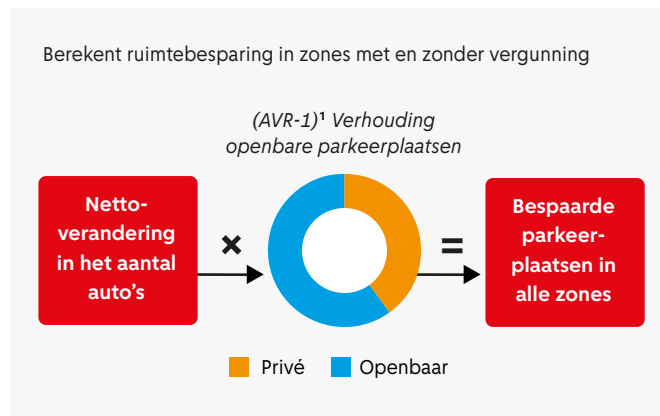 Berekent ruimtebesparing in zones met en zonder vergunning
(AVR-1)¹ Verhouding
openbare parkeerplaatsen
Netto-
verandering
in het aantal
auto's
×
=
Bespaarde
parkeer-
plaatsen in
alle zones
Privé
Openbaar